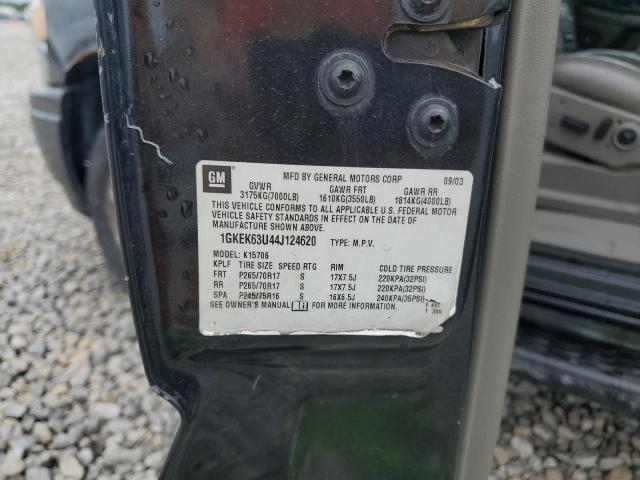 GM MFD BY GENERAL MOTORS CORP 09/03
GVWR GAWR FRT GAWR RR
3175KG(7000LB) 1610KG(3550LB) 1814KG(4000LB)
THIS VEHICLE CONFORMS TO ALL APPLICABLE U.S. FEDERAL MOTOR
VEHICLE SAFETY STANDARDS IN EFFECT ON THE DATE OF
MANUFACTURE SHOWN ABOVE.
1GKEK63U44J124620 TYPE: M.P.V.
MODEL: K15706
KPLF TIRE SIZE SPEED RTG RIM COLD TIRE PRESSURE
FRT P265/70R17 S 17X7.5J 220KPA(32PSI)
RR P265/70R17 S 17X7.5J 220KPA(32PSI)
SPA P245/75R16 S 16X6.5J 240KPA(35PSI)
SEE OWNER'S MANUAL FOR MORE INFORMATION.